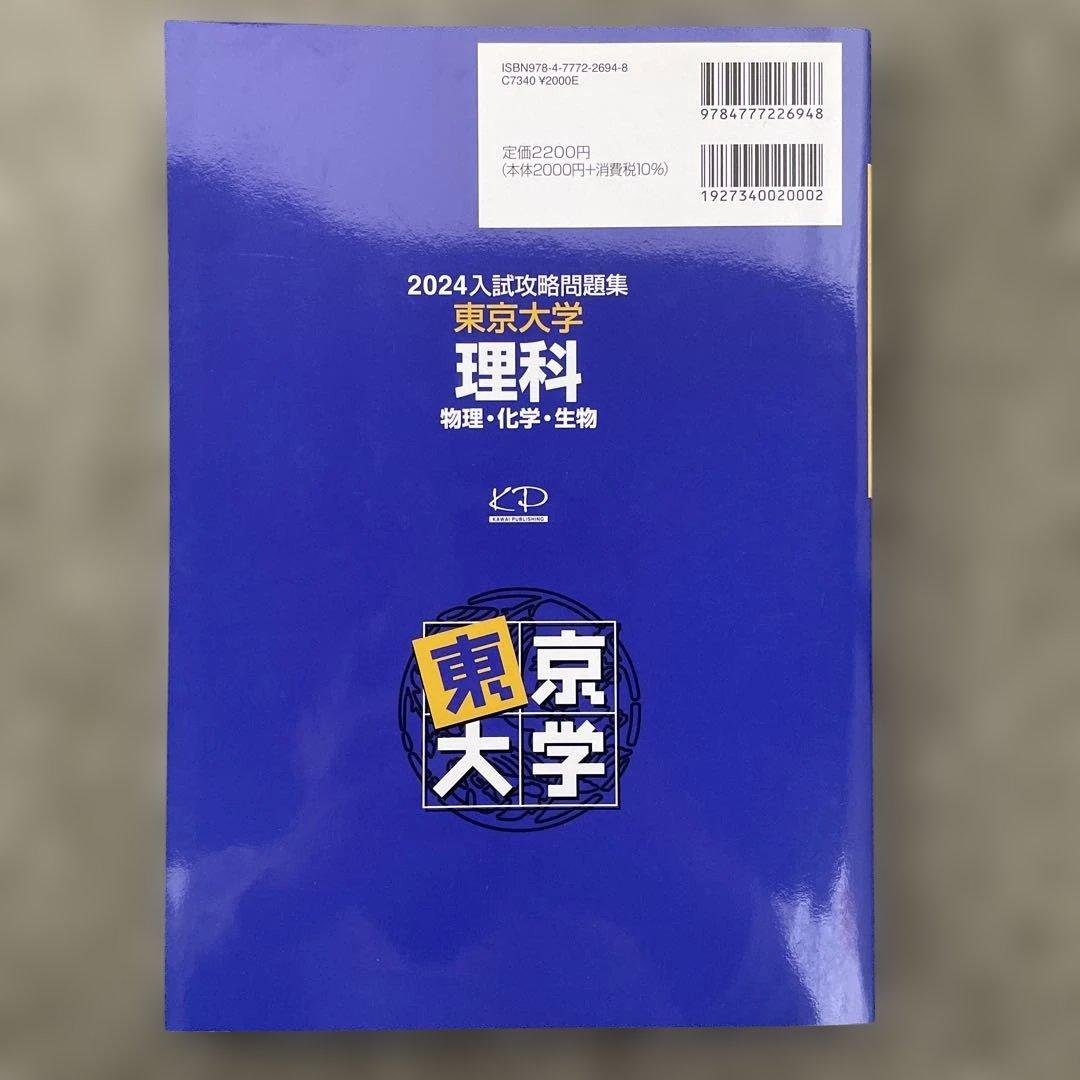 ISBN978-4-7772-2694-8
C7340 ¥2000E
9784777226948
定価2200円
(本体2000円+消費税10%)
1927340020002
2024入試攻略問題集
東京大学
理科
物理・化学・生物
KP
KAWAI PUBLISHING
東京
大学